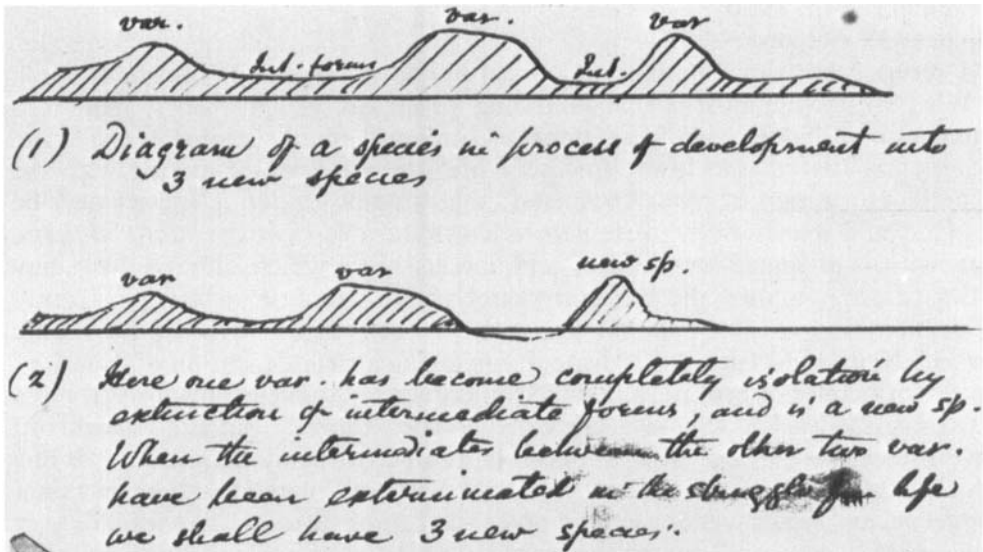 var. var. var
Int. forms Int.
(1) Diagram of a species in process of development into
3 new species
var var new sp.
(2) Here one var. has become completely isolation by
extinction of intermediate forms, and is a new sp.
When the intermediates between the other two var.
have been exterminated in the struggle for life
we shall have 3 new species.